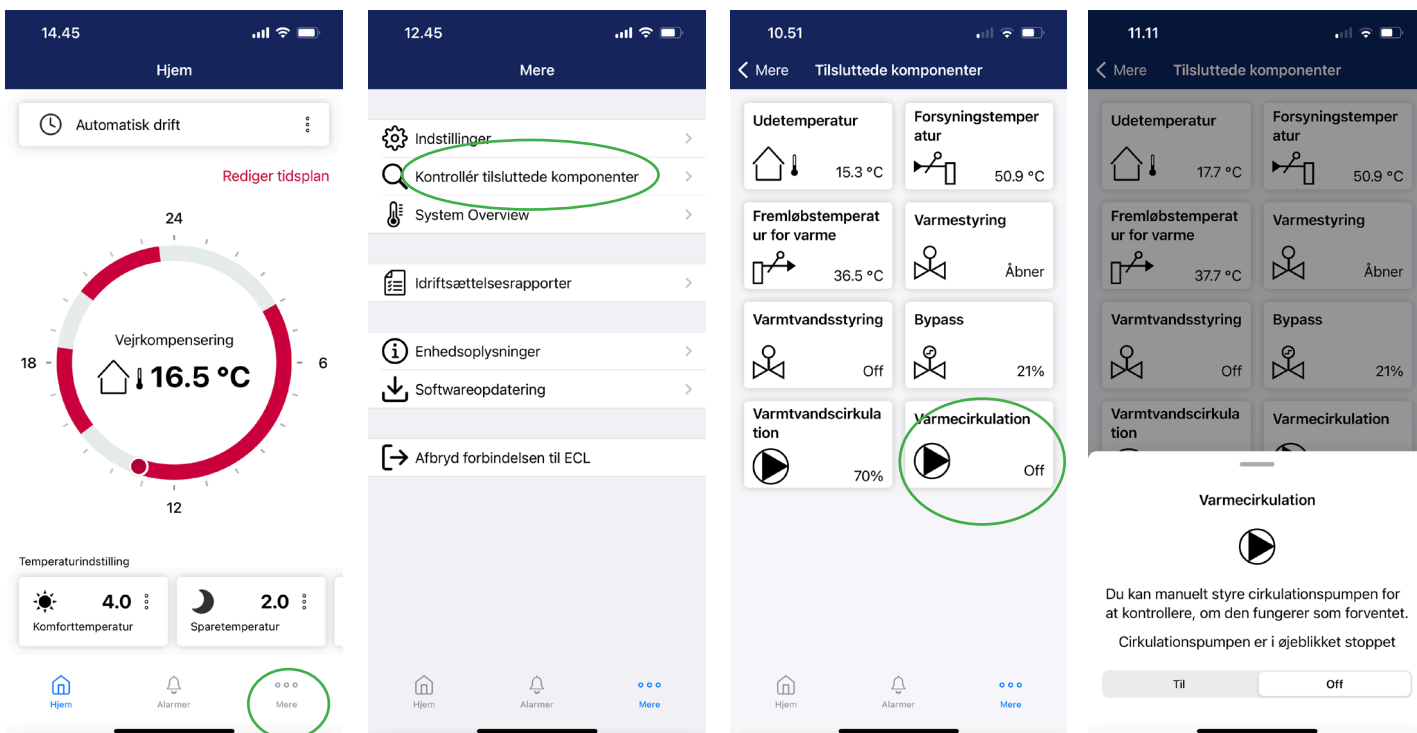 14.45
Hjem
Automatisk drift
Rediger tidsplan
24
18
6
12
Vejrkompensering
16.5 °C
Temperaturindstilling
4.0
Komforttemperatur
2.0
Sparetemperatur
Hjem
Alarmer
Mere
12.45
Mere
Indstillinger
Kontrollér tilsluttede komponenter
System Overview
Idriftsættelsesrapporter
Enhedsoplysninger
Softwareopdatering
Afbryd forbindelsen til ECL
Hjem
Alarmer
Mere
10.51
Mere
Tilsluttede komponenter
Udetemperatur
15.3 °C
Forsyningstemper
atur
50.9 °C
Fremløbstemperat
ur for varme
36.5 °C
Varmestyring
Åbner
Varmtvandsstyring
Off
Bypass
21%
Varmtvandscirkula
tion
70%
Varmecirkulation
Off
Hjem
Alarmer
Mere
11.11
Mere
Tilsluttede komponenter
Udetemperatur
17.7 °C
Forsyningstemper
atur
50.9 °C
Fremløbstemperat
ur for varme
37.7 °C
Varmestyring
Åbner
Varmtvandsstyring
Off
Bypass
21%
Varmtvandscirkula
tion
Varmecirkulation
Varmecirkulation
Du kan manuelt styre cirkulationspumpen for
at kontrollere, om den fungerer som forventet.
Cirkulationspumpen er i øjeblikket stoppet
Til
Off